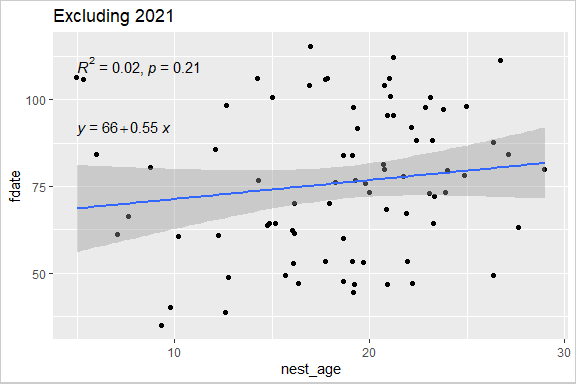 Excluding 2021
R² = 0.02, p = 0.21
y = 66 + 0.55 x
100
75
50
fdate
10
20
30
nest_age